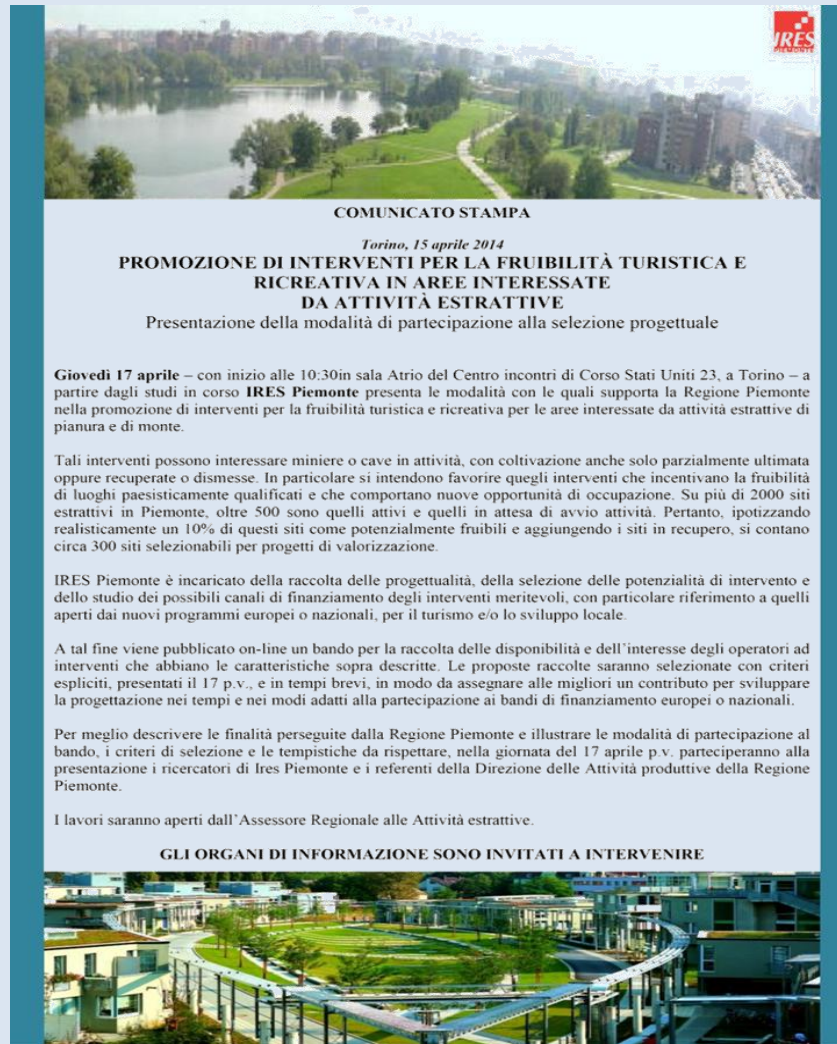 IRES
PIEMONTE
COMUNICATO STAMPA
Torino, 15 aprile 2014
PROMOZIONE DI INTERVENTI PER LA FRUIBILITÀ TURISTICA E
RICREATIVA IN AREE INTERESSATE
DA ATTIVITÀ ESTRATTIVE
Presentazione della modalità di partecipazione alla selezione progettuale
Giovedì 17 aprile – con inizio alle 10:30in sala Atrio del Centro incontri di Corso Stati Uniti 23, a Torino – a
partire dagli studi in corso IRES Piemonte presenta le modalità con le quali supporta la Regione Piemonte
nella promozione di interventi per la fruibilità turistica e ricreativa per le aree interessate da attività estrattive di
pianura e di monte.
Tali interventi possono interessare miniere o cave in attività, con coltivazione anche solo parzialmente ultimata
oppure recuperate o dismesse. In particolare si intendono favorire quegli interventi che incentivano la fruibilità
di luoghi paesisticamente qualificati e che comportano nuove opportunità di occupazione. Su più di 2000 siti
estrattivi in Piemonte, oltre 500 sono quelli attivi e quelli in attesa di avvio attività. Pertanto, ipotizzando
realisticamente un 10% di questi siti come potenzialmente fruibili e aggiungendo i siti in recupero, si contano
circa 300 siti selezionabili per progetti di valorizzazione.
IRES Piemonte è incaricato della raccolta delle progettualità, della selezione delle potenzialità di intervento e
dello studio dei possibili canali di finanziamento degli interventi meritevoli, con particolare riferimento a quelli
aperti dai nuovi programmi europei o nazionali, per il turismo e/o lo sviluppo locale.
A tal fine viene pubblicato on-line un bando per la raccolta delle disponibilità e dell'interesse degli operatori ad
interventi che abbiano le caratteristiche sopra descritte. Le proposte raccolte saranno selezionate con criteri
espliciti, presentati il 17 p.v., e in tempi brevi, in modo da assegnare alle migliori un contributo per sviluppare
la progettazione nei tempi e nei modi adatti alla partecipazione ai bandi di finanziamento europei o nazionali.
Per meglio descrivere le finalità perseguite dalla Regione Piemonte e illustrare le modalità di partecipazione al
bando, i criteri di selezione e le tempistiche da rispettare, nella giornata del 17 aprile p.v. parteciperanno alla
presentazione i ricercatori di Ires Piemonte e i referenti della Direzione delle Attività produttive della Regione
Piemonte.
I lavori saranno aperti dall'Assessore Regionale alle Attività estrattive.
GLI ORGANI DI INFORMAZIONE SONO INVITATI A INTERVENIRE